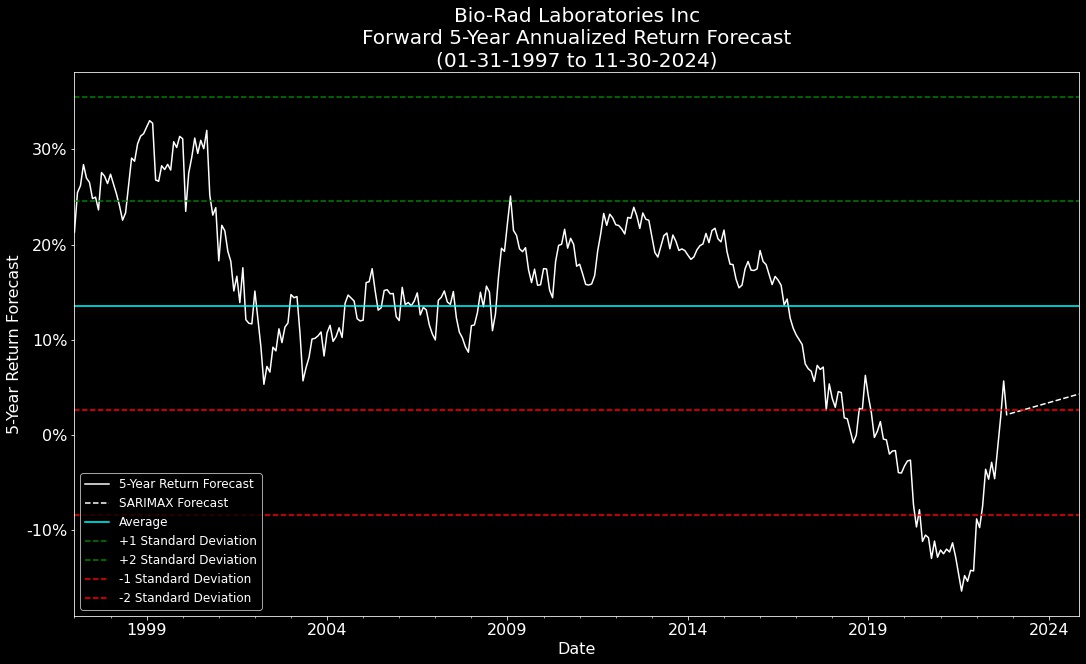 Bio-Rad Laboratories Inc
Forward 5-Year Annualized Return Forecast
(01-31-1997 to 11-30-2024)
5-Year Return Forecast
30%
20%
10%
0%
-10%
5-Year Return Forecast
SARIMAX Forecast
Average
+1 Standard Deviation
+2 Standard Deviation
-1 Standard Deviation
-2 Standard Deviation
1999 2004 2009 2014 2019 2024
Date